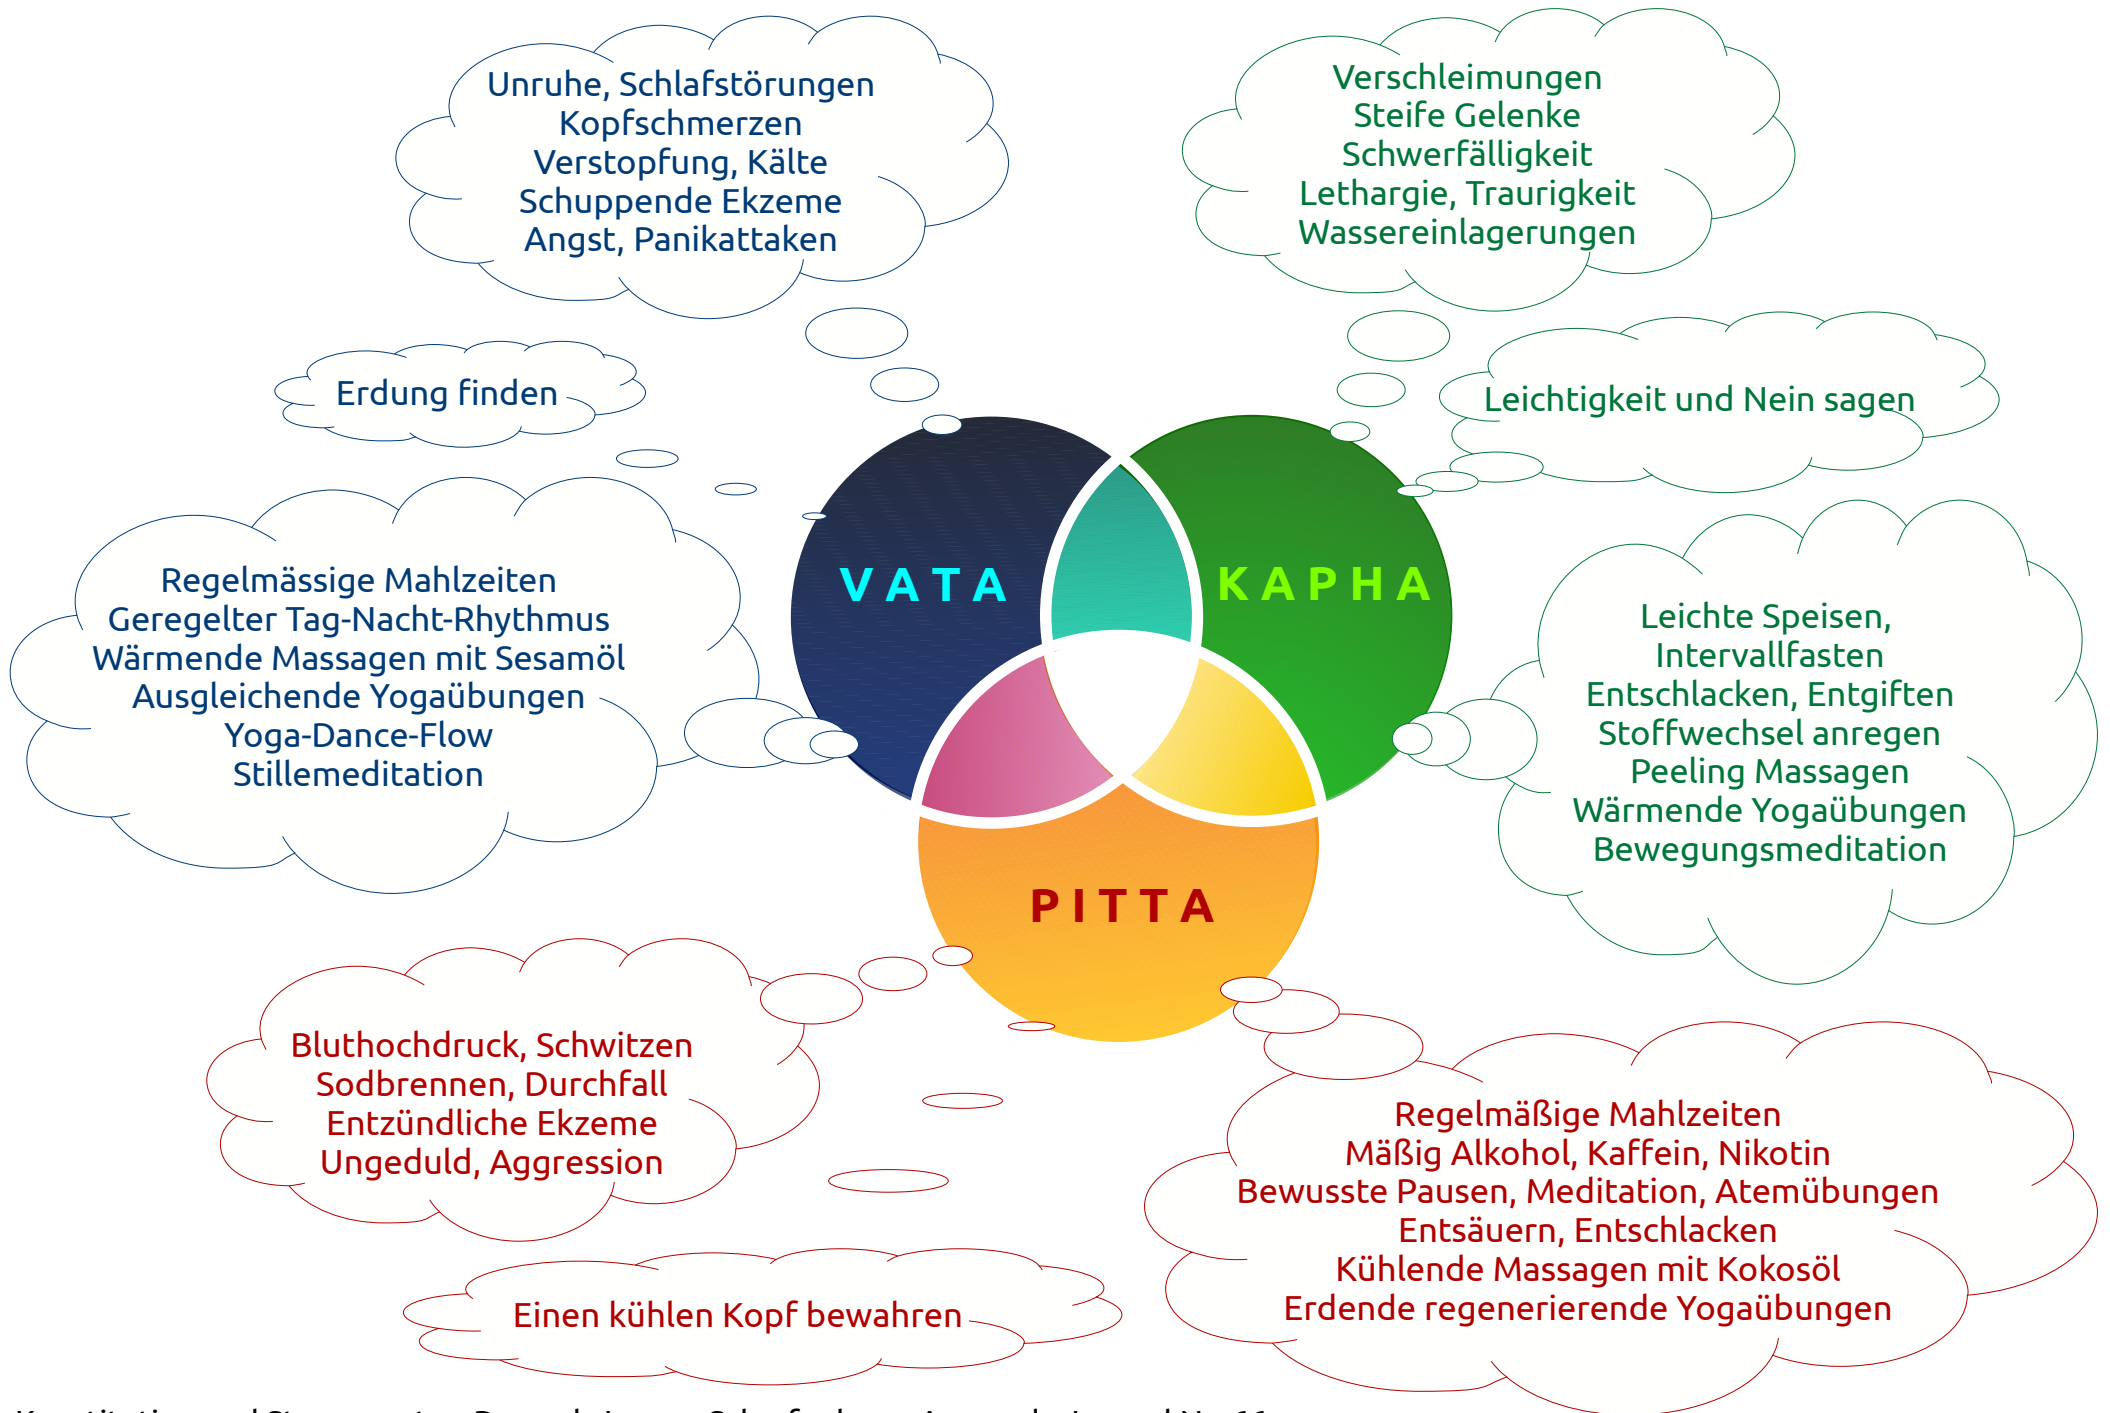 Unruhe, Schlafstörungen
Kopfschmerzen
Verstopfung, Kälte
Schuppende Ekzeme
Angst, Panikattaken
Verschleimungen
Steife Gelenke
Schwerfälligkeit
Lethargie, Traurigkeit
Wassereinlagerungen
Erdung finden
Leichtigkeit und Nein sagen
Regelmässige Mahlzeiten
Geregelter Tag-Nacht-Rhythmus
Wärmende Massagen mit Sesamöl
Ausgleichende Yogaübungen
Yoga-Dance-Flow
Stillemeditation
VATA
KAPHA
Leichte Speisen,
Intervallfasten
Entschlacken, Entgiften
Stoffwechsel anregen
Peeling Massagen
Wärmende Yogaübungen
Bewegungsmeditation
PITTA
Bluthochdruck, Schwitzen
Sodbrennen, Durchfall
Entzündliche Ekzeme
Ungeduld, Aggression
Regelmäßige Mahlzeiten
Mäßig Alkohol, Kaffein, Nikotin
Bewusste Pausen, Meditation, Atemübungen
Entsäuern, Entschlacken
Kühlende Massagen mit Kokosöl
Erdende regenerierende Yogaübungen
Einen kühlen Kopf bewahren